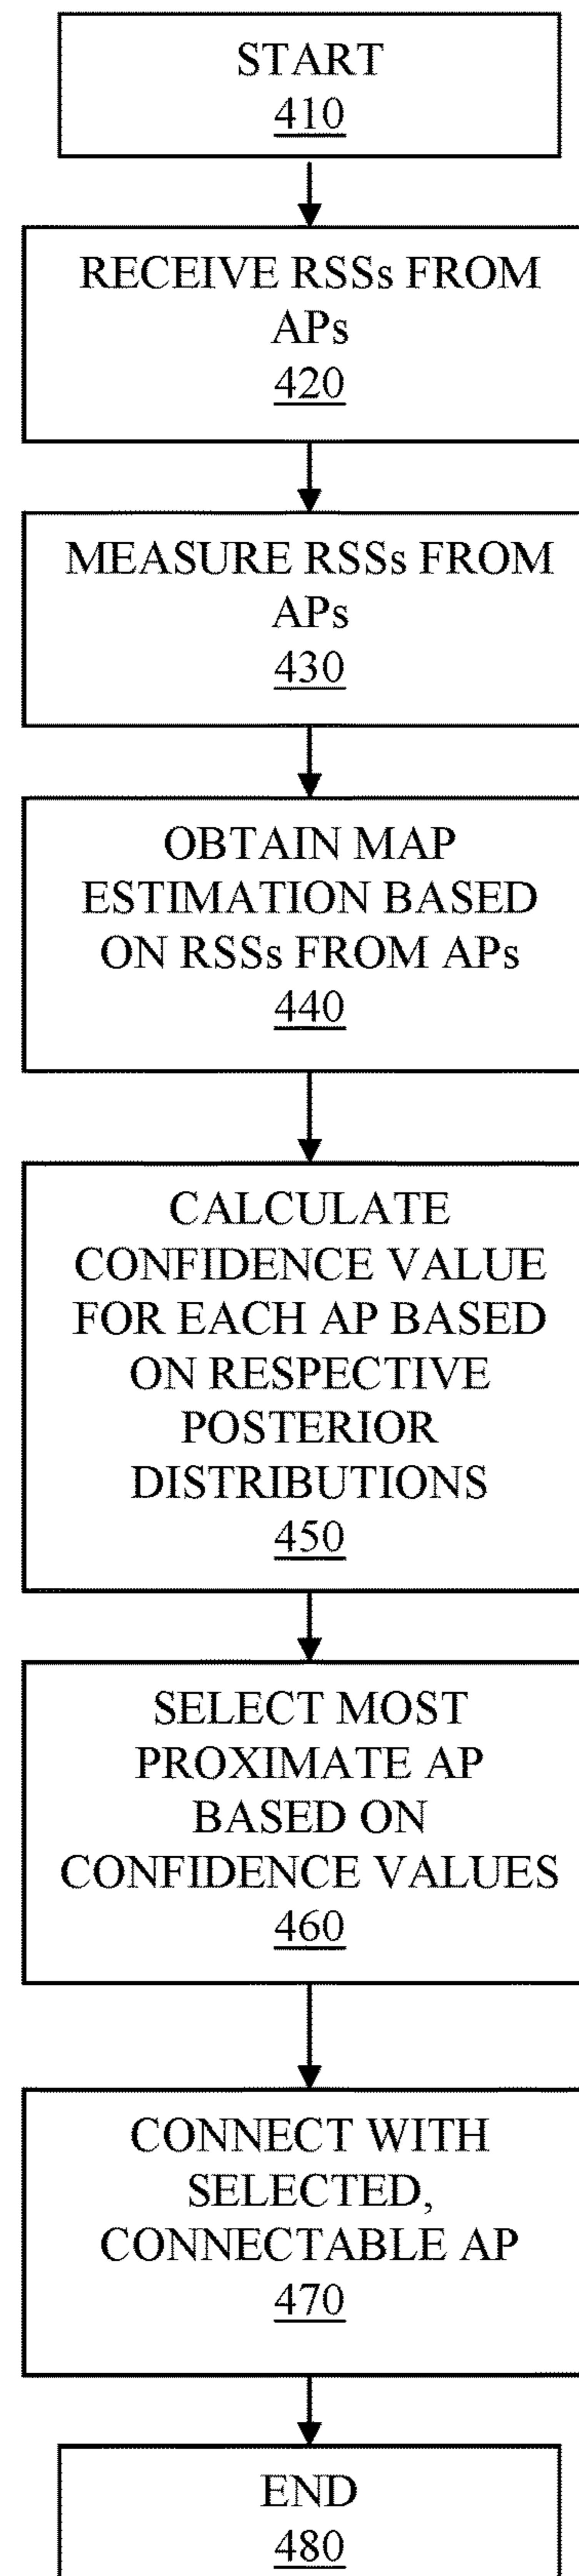 START
410
RECEIVE RSSs FROM
APs
420
MEASURE RSSs FROM
APs
430
OBTAIN MAP
ESTIMATION BASED
ON RSSs FROM APs
440
CALCULATE
CONFIDENCE VALUE
FOR EACH AP BASED
ON RESPECTIVE
POSTERIOR
DISTRIBUTIONS
450
SELECT MOST
PROXIMATE AP
BASED ON
CONFIDENCE VALUES
460
CONNECT WITH
SELECTED,
CONNECTABLE AP
470
END
480